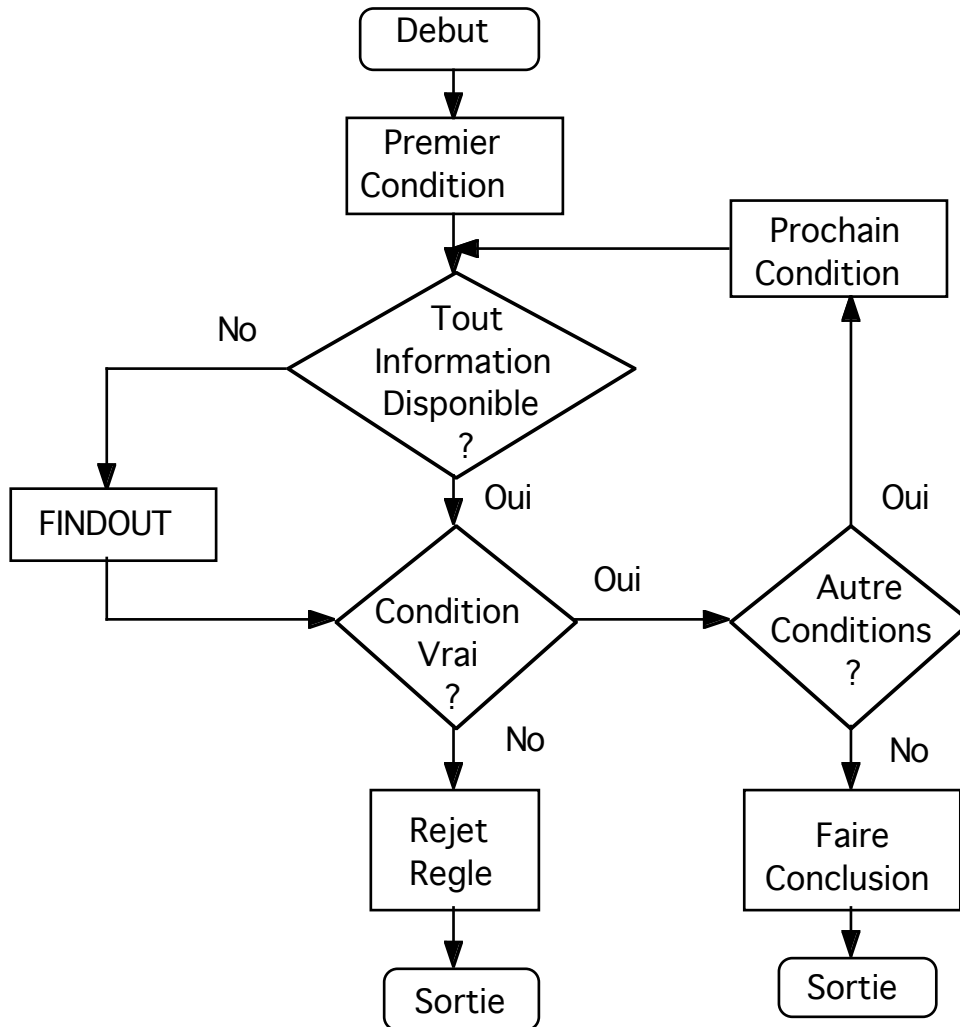 Debut
Premier
Condition
Prochain
Condition
No
Tout
Information
Disponible
?
Oui
Oui
FINDOUT
Oui
Condition
Vrai
?
Autre
Conditions
?
No
No
Rejet
Regle
Faire
Conclusion
Sortie
Sortie